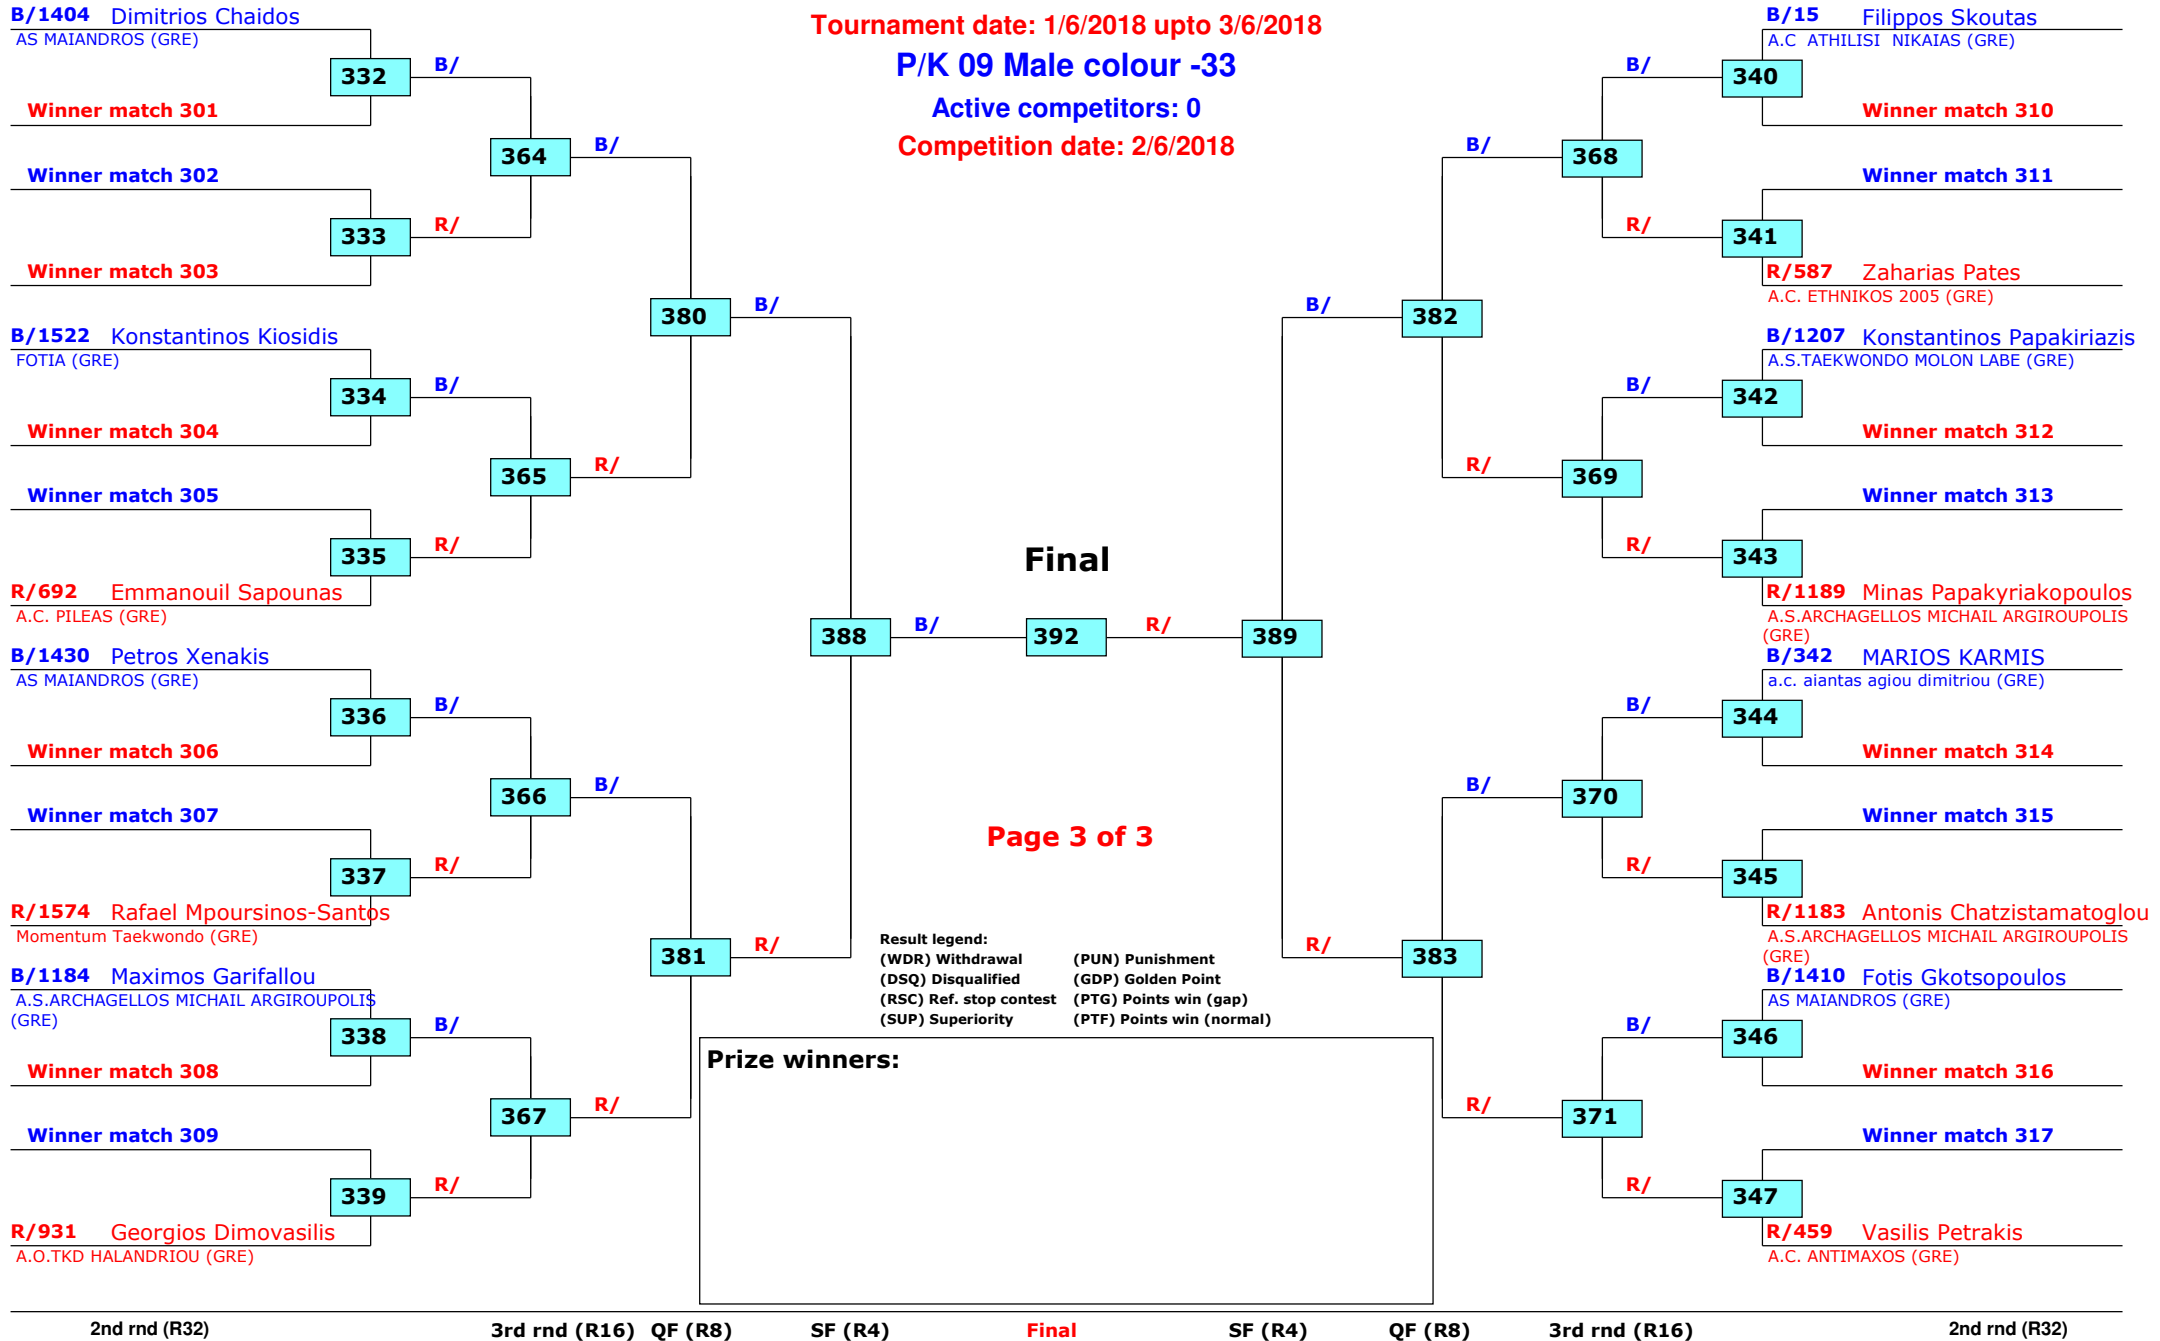 Tournament date: 1/6/2018 upto 3/6/2018
P/K 09 Male colour -33
Active competitors: 0
Competition date: 2/6/2018
B/1404 Dimitrios Chaidos
AS MAIANDROS (GRE)
332
B/
Winner match 301
364
B/
Winner match 302
333
R/
Winner match 303
380
B/
B/1522 Konstantinos Kiosidis
FOTIA (GRE)
334
B/
Winner match 304
365
R/
Winner match 305
335
R/
R/692 Emmanouil Sapounas
A.C. PILEAS (GRE)
388
B/
B/1430 Petros Xenakis
AS MAIANDROS (GRE)
336
B/
Winner match 306
366
B/
Winner match 307
337
R/
R/1574 Rafael Mpoursinos-Santos
Momentum Taekwondo (GRE)
381
R/
B/1184 Maximos Garifallou
A.S.ARCHAGELLOS MICHAIL ARGIROUPOLIS
(GRE)
338
B/
Winner match 308
367
R/
Winner match 309
339
R/
R/931 Georgios Dimovasilis
A.O.TKD HALANDRIOU (GRE)
Final
392
R/
389
Page 3 of 3
Result legend:
(WDR) Withdrawal (PUN) Punishment
(DSQ) Disqualified (GDP) Golden Point
(RSC) Ref. stop contest (PTG) Points win (gap)
(SUP) Superiority (PTF) Points win (normal)
Prize winners:
B/15 Filippos Skoutas
A.C ATHILISI NIKAIAS (GRE)
B/
340
Winner match 310
B/
368
Winner match 311
R/
341
R/587 Zaharias Pates
A.C. ETHNIKOS 2005 (GRE)
B/
382
B/1207 Konstantinos Papakiriazis
A.S.TAEKWONDO MOLON LABE (GRE)
B/
342
Winner match 312
R/
369
Winner match 313
R/
343
R/1189 Minas Papakyriakopoulos
A.S.ARCHAGELLOS MICHAIL ARGIROUPOLIS
(GRE)
B/342 MARIOS KARMIS
a.c. aiantas agiou dimitriou (GRE)
B/
344
Winner match 314
B/
370
Winner match 315
R/
345
R/1183 Antonis Chatzistamatoglou
A.S.ARCHAGELLOS MICHAIL ARGIROUPOLIS
(GRE)
R/
383
B/1410 Fotis Gkotsopoulos
AS MAIANDROS (GRE)
B/
346
Winner match 316
R/
371
Winner match 317
R/
347
R/459 Vasilis Petrakis
A.C. ANTIMAXOS (GRE)
2nd rnd (R32) 3rd rnd (R16) QF (R8) SF (R4) Final SF (R4) QF (R8) 3rd rnd (R16) 2nd rnd (R32)